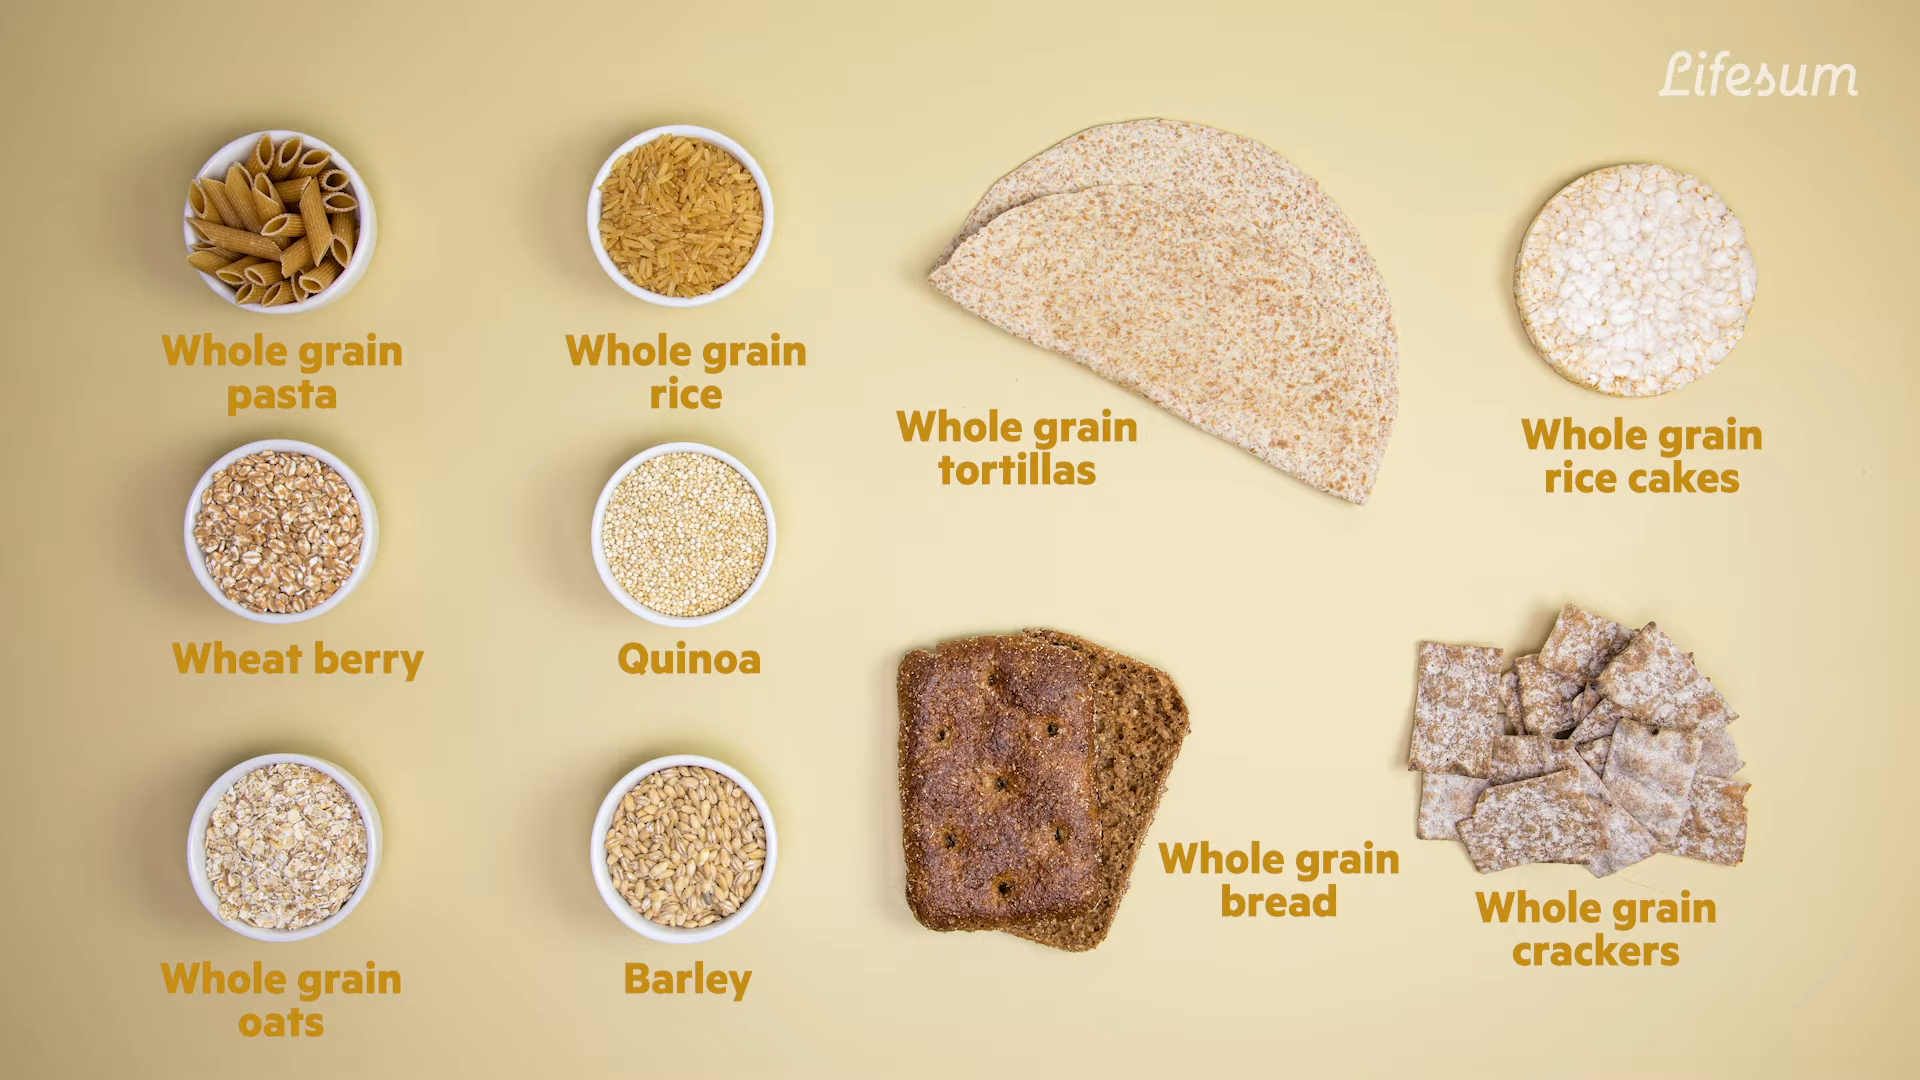 Lifesum
Whole grain
pasta
Whole grain
rice
Whole grain
tortillas
Whole grain
rice cakes
Wheat berry
Quinoa
Whole grain
bread
Whole grain
crackers
Whole grain
oats
Barley